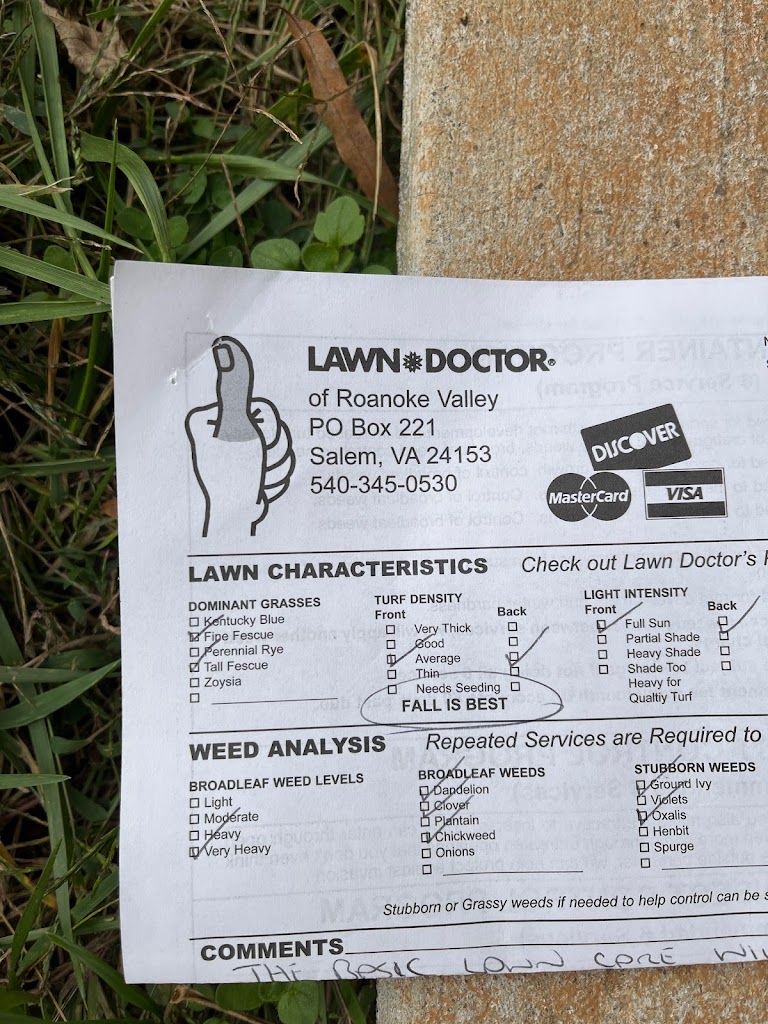 LAWN DOCTOR®
of Roanoke Valley
PO Box 221
Salem, VA 24153
540-345-0530
DISCOVER
MasterCard
VISA
LAWN CHARACTERISTICS Check out Lawn Doctor's
DOMINANT GRASSES
Kentucky Blue
Fine Fescue
Perennial Rye
Tall Fescue
Zoysia
TURF DENSITY
Front Back
Very Thick
Good
Average
Thin
Needs Seeding
FALL IS BEST
LIGHT INTENSITY
Front Back
Full Sun
Partial Shade
Heavy Shade
Shade Too
Heavy for
Qualtiy Turf
WEED ANALYSIS Repeated Services are Required to
BROADLEAF WEED LEVELS
Light
Moderate
Heavy
Very Heavy
BROADLEAF WEEDS
Dandelion
Clover
Plantain
Chickweed
Onions
STUBBORN WEEDS
Ground Ivy
Violets
Oxalis
Henbit
Spurge
Stubborn or Grassy weeds if needed to help control can be
COMMENTS
THE BASIC LAWN CARE